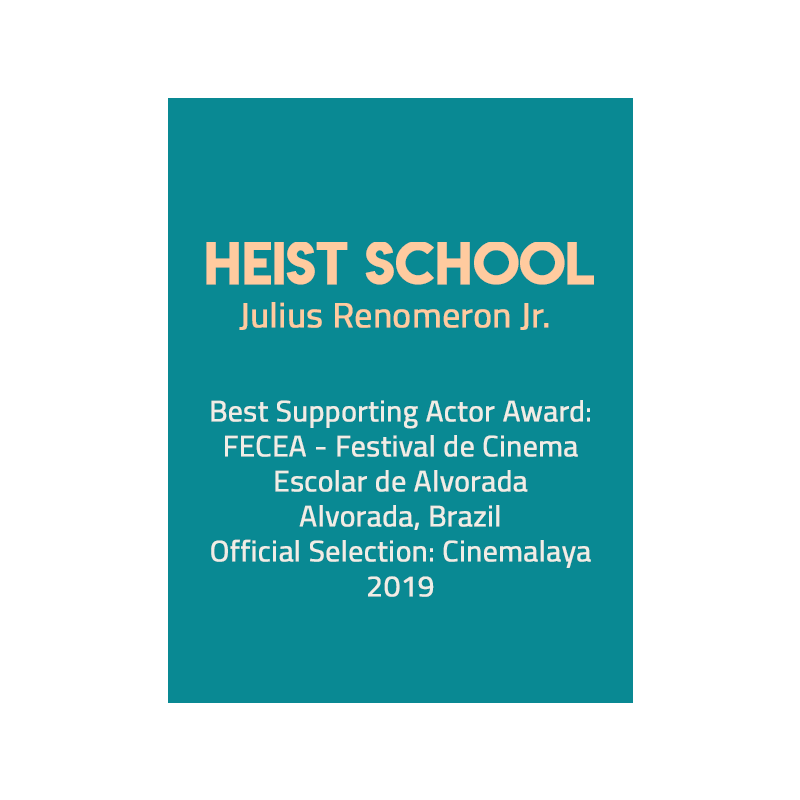 HEIST SCHOOL
Julius Renomeron Jr.
Best Supporting Actor Award:
FECEA - Festival de Cinema
Escolar de Alvorada
Alvorada, Brazil
Official Selection: Cinemalaya
2019